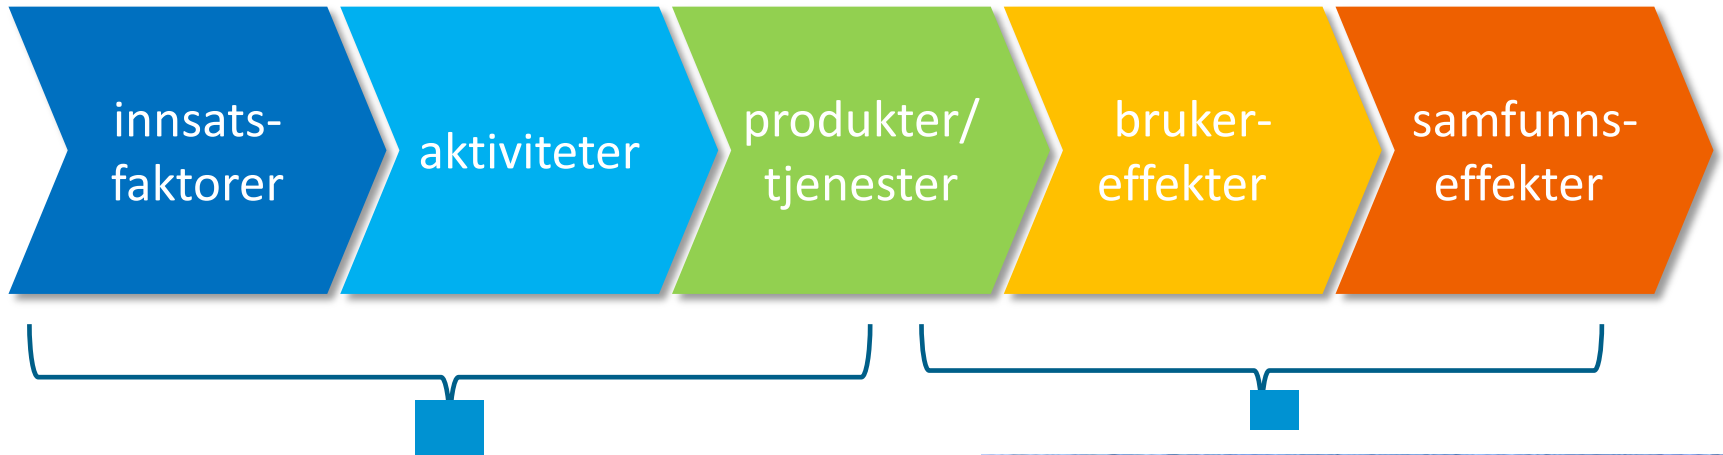 innsats-
faktorer
aktiviteter
produkter/
tjenester
bruker-
effekter
samfunns-
effekter